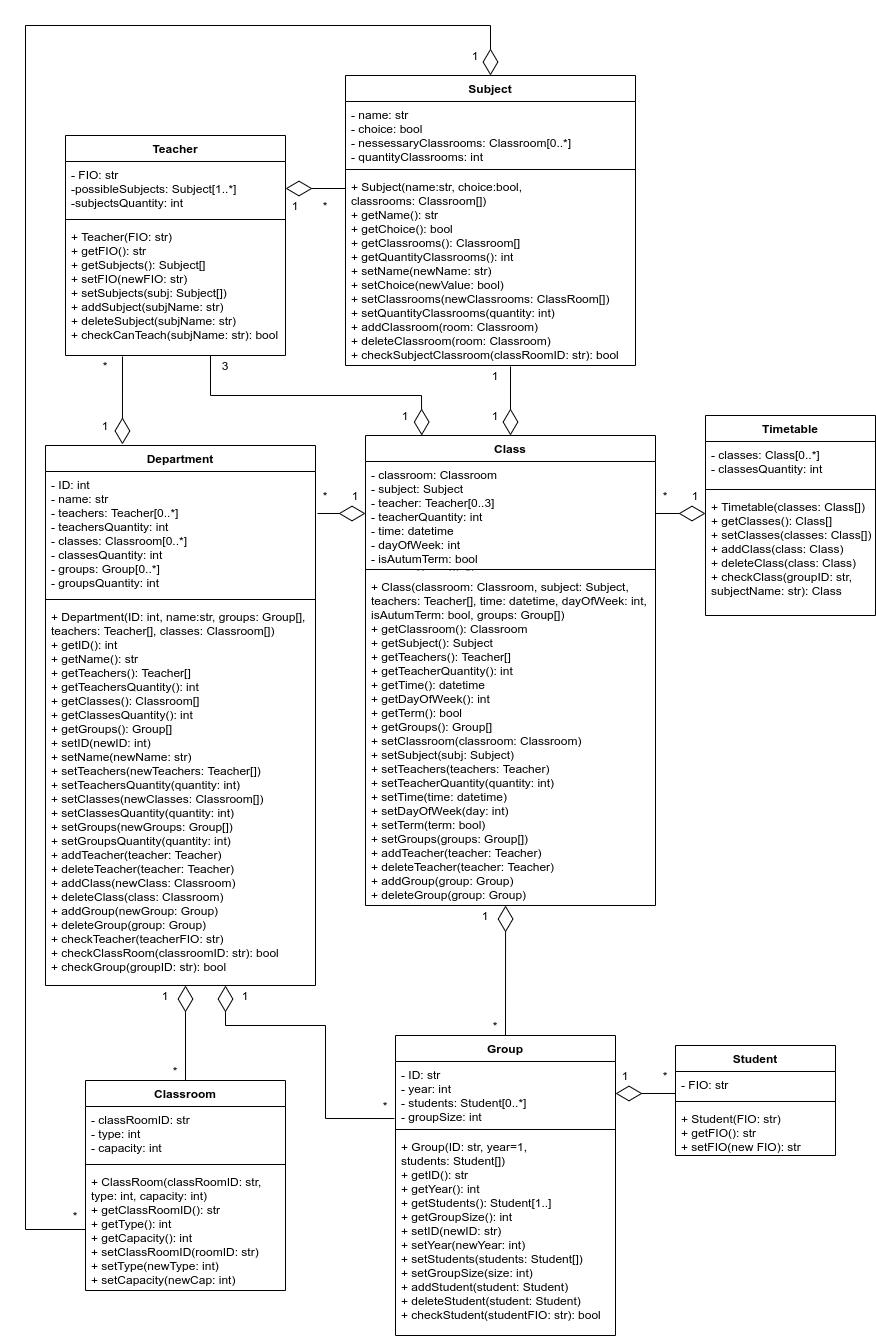 1
Subject
- name: str
- choice: bool
- nessessaryClassrooms: Classroom[0..*]
- quantityClassrooms: int
+ Subject(name:str, choice:bool,
classrooms: Classroom[])
+ getName(): str
+ getChoice(): bool
+ getClassrooms(): Classroom[]
+ getQuantityClassrooms(): int
+ setName(newName: str)
+ setChoice(newValue: bool)
+ setClassrooms(newClassrooms: ClassRoom[])
+ setQuantityClassrooms(quantity: int)
+ addClassroom(room: Classroom)
+ deleteClassroom(room: Classroom)
+ checkSubjectClassroom(classRoomID: str): bool
Teacher
- FIO: str
-possibleSubjects: Subject[1..*]
-subjectsQuantity: int
+ Teacher(FIO: str)
+ getFIO(): str
+ getSubjects(): Subject[]
+ setFIO(newFIO: str)
+ setSubjects(subj: Subject[])
+ addSubject(subjName: str)
+ deleteSubject(subjName: str)
+ checkCanTeach(subjName: str): bool
1 *
* 3
1
1 1 1
Department
- ID: int
- name: str
- teachers: Teacher[0..*]
- teachersQuantity: int
- classes: Classroom[0..*]
- classesQuantity: int
- groups: Group[0..*]
- groupsQuantity: int
+ Department(ID: int, name:str, groups: Group[],
teachers: Teacher[], classes: Classroom[])
+ getID(): int
+ getName(): str
+ getTeachers(): Teacher[]
+ getTeachersQuantity(): int
+ getClasses(): Classroom[]
+ getClassesQuantity(): int
+ getGroups(): Group[]
+ setID(newID: int)
+ setName(newName: str)
+ setTeachers(newTeachers: Teacher[])
+ setTeachersQuantity(quantity: int)
+ setClasses(newClasses: Classroom[])
+ setClassesQuantity(quantity: int)
+ setGroups(newGroups: Group[])
+ setGroupsQuantity(quantity: int)
+ addTeacher(teacher: Teacher)
+ deleteTeacher(teacher: Teacher)
+ addClass(newClass: Classroom)
+ deleteClass(class: Classroom)
+ addGroup(newGroup: Group)
+ deleteGroup(group: Group)
+ checkTeacher(teacherFIO: str)
+ checkClassRoom(classroomID: str): bool
+ checkGroup(groupID: str): bool
* 1
Class
- classroom: Classroom
- subject: Subject
- teacher: Teacher[0..3]
- teacherQuantity: int
- time: datetime
- dayOfWeek: int
- isAutumTerm: bool
+ Class(classroom: Classroom, subject: Subject,
teachers: Teacher[], time: datetime, dayOfWeek: int,
isAutumTerm: bool, groups: Group[])
+ getClassroom(): Classroom
+ getSubject(): Subject
+ getTeachers(): Teacher[]
+ getTeacherQuantity(): int
+ getTime(): datetime
+ getDayOfWeek(): int
+ getTerm(): bool
+ getGroups(): Group[]
+ setClassroom(classroom: Classroom)
+ setSubject(subj: Subject)
+ setTeachers(teachers: Teacher)
+ setTeacherQuantity(quantity: int)
+ setTime(time: datetime)
+ setDayOfWeek(day: int)
+ setTerm(term: bool)
+ setGroups(groups: Group[])
+ addTeacher(teacher: Teacher)
+ deleteTeacher(teacher: Teacher)
+ addGroup(group: Group)
+ deleteGroup(group: Group)
* 1
Timetable
- classes: Class[0..*]
- classesQuantity: int
+ Timetable(classes: Class[])
+ getClasses(): Class[]
+ setClasses(classes: Class[])
+ addClass(class: Class)
+ deleteClass(class: Class)
+ checkClass(groupID: str,
subjectName: str): Class
1 1
*
*
1
*
Classroom
- classRoomID: str
- type: int
- capacity: int
+ ClassRoom(classRoomID: str,
type: int, capacity: int)
+ getClassRoomID(): str
+ getType(): int
+ getCapacity(): int
+ setClassRoomID(roomID: str)
+ setType(newType: int)
+ setCapacity(newCap: int)
*
Group
- ID: str
- year: int
- students: Student[0..*]
- groupSize: int
+ Group(ID: str, year=1,
students: Student[])
+ getID(): str
+ getYear(): int
+ getStudents(): Student[1..]
+ getGroupSize(): int
+ setID(newID: str)
+ setYear(newYear: int)
+ setStudents(students: Student[])
+ setGroupSize(size: int)
+ addStudent(student: Student)
+ deleteStudent(student: Student)
+ checkStudent(studentFIO: str): bool
1 *
Student
- FIO: str
+ Student(FIO: str)
+ getFIO(): str
+ setFIO(new FIO): str